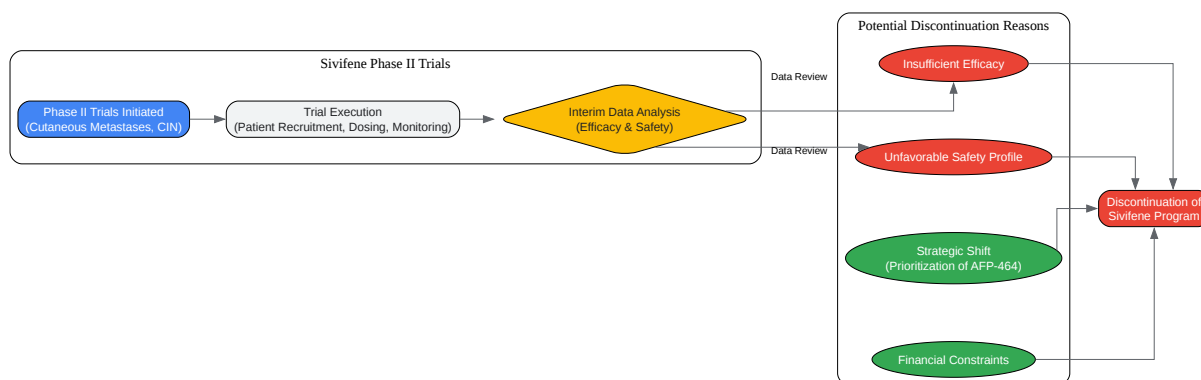 Potential Discontinuation Reasons
Sivifene Phase II Trials
Phase II Trials Initiated
(Cutaneous Metastases, CIN)
Trial Execution
(Patient Recruitment, Dosing, Monitoring)
Interim Data Analysis
(Efficacy & Safety)
Data Review
Data Review
Insufficient Efficacy
Unfavorable Safety Profile
Strategic Shift
(Prioritization of AFP-464)
Financial Constraints
Discontinuation of
Sivifene Program